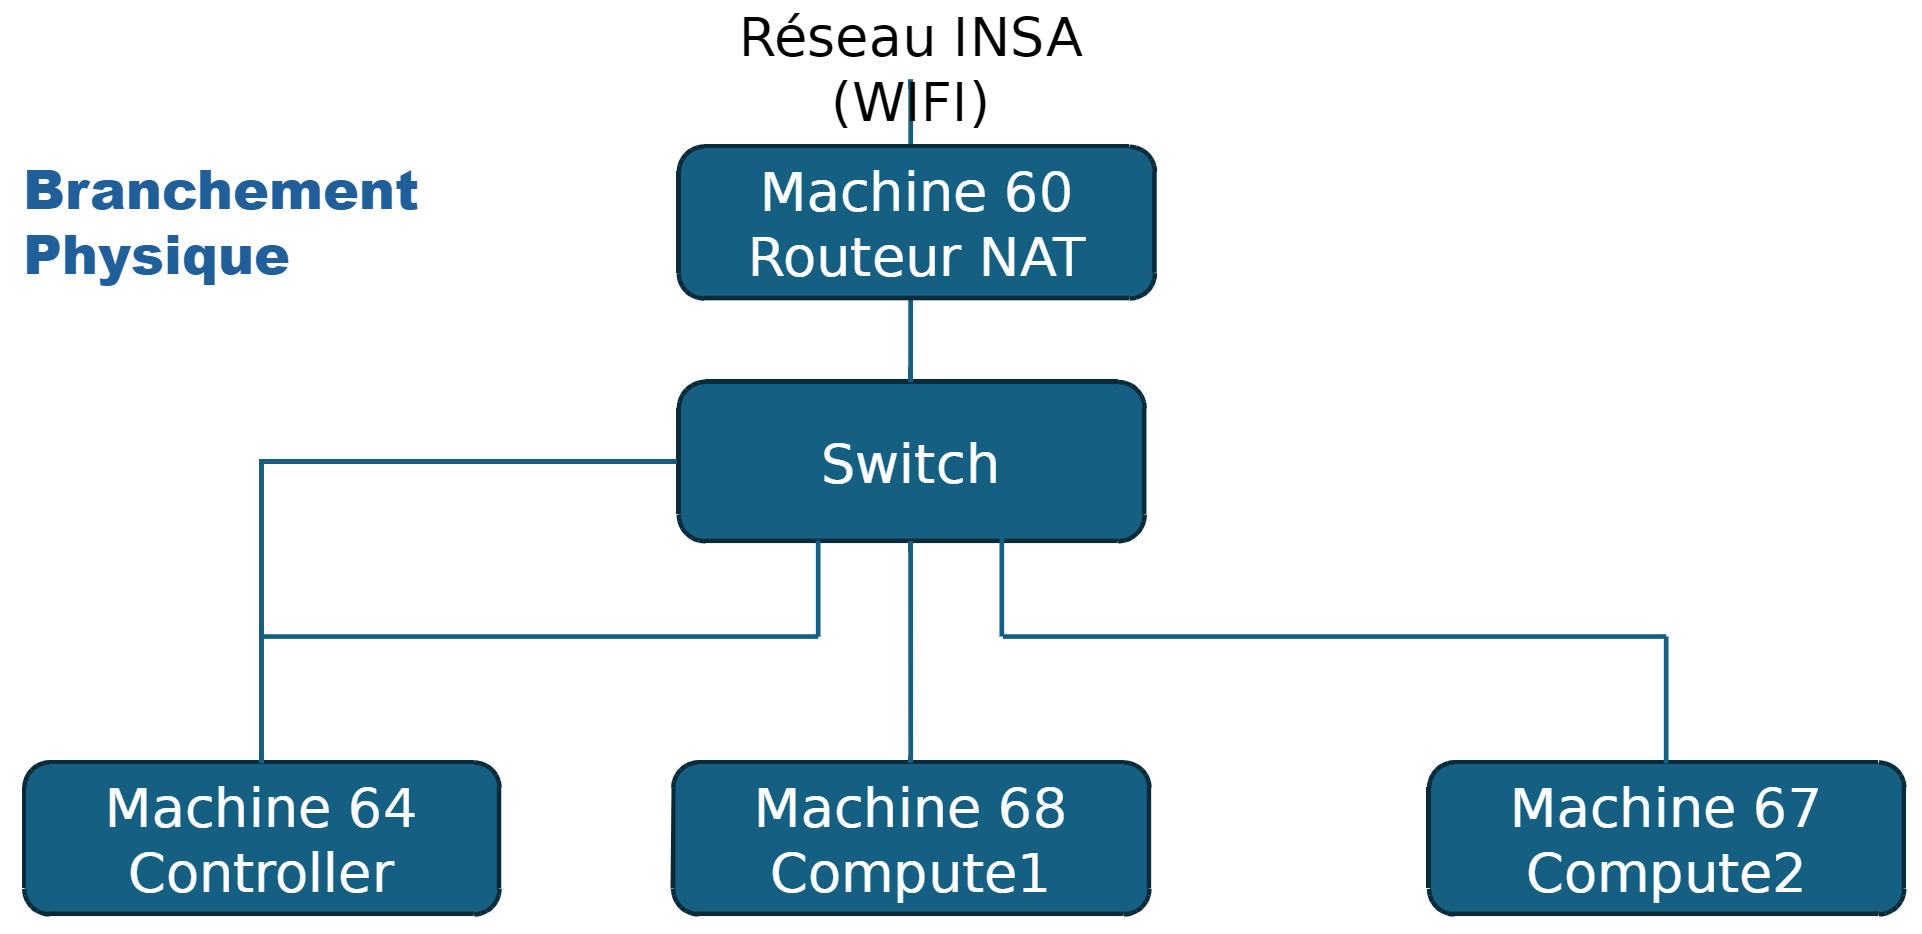 Réseau INSA
(WIFI)
Branchement
Physique
Machine 60
Routeur NAT
Switch
Machine 64
Controller
Machine 68
Compute1
Machine 67
Compute2